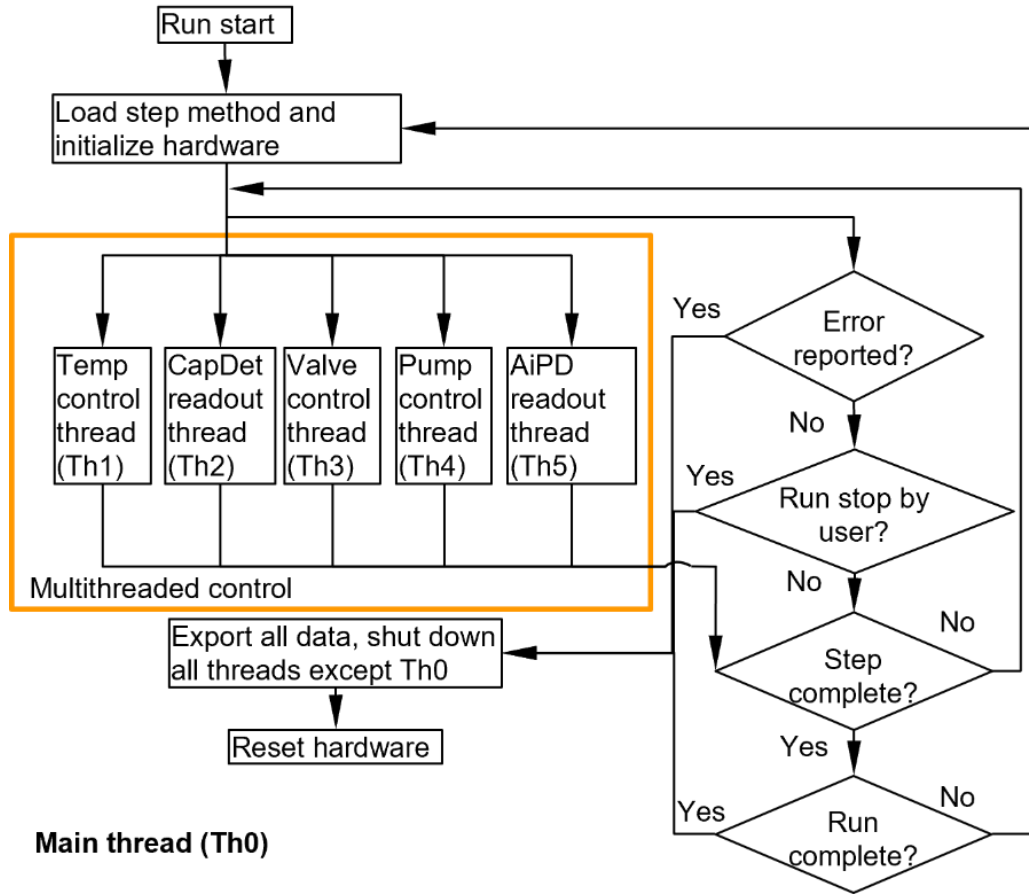 Run start
Load step method and
initialize hardware
Temp
control
thread
(Th1)
CapDet
readout
thread
(Th2)
Valve
control
thread
(Th3)
Pump
control
thread
(Th4)
AiPD
readout
thread
(Th5)
Multithreaded control
Yes
Error
reported?
No
Yes
Run stop by
user?
No
No
Step
complete?
Yes
Yes
No
Run
complete?
Export all data, shut down
all threads except Th0
Reset hardware
Main thread (Th0)